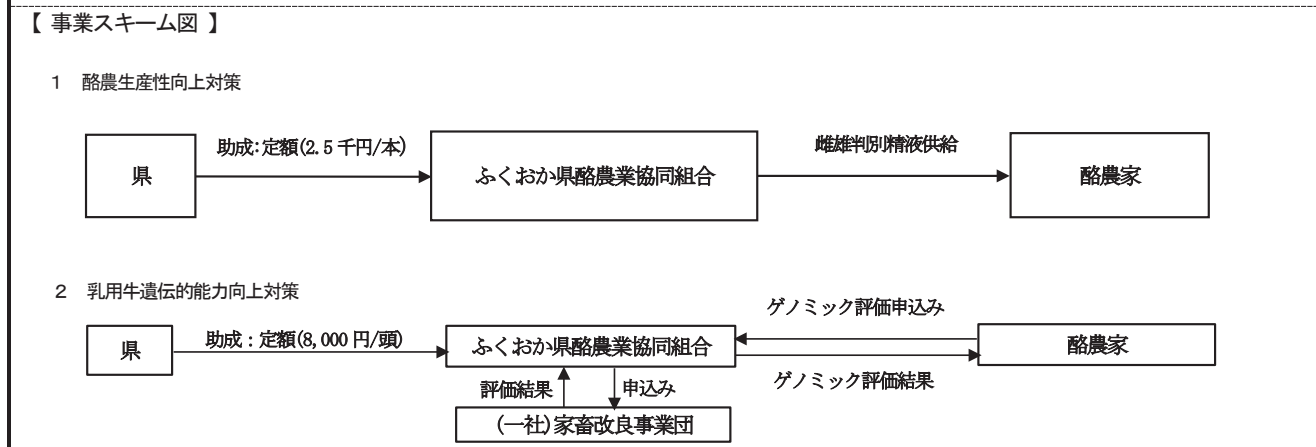 【 事業スキーム図 】
1 酪農生産性向上対策
県
助成:定額(2.5千円/本)
ふくおか県酪農業協同組合
雌雄判別精液供給
酪農家
2 乳用牛遺伝的能力向上対策
県
助成：定額(8,000円/頭)
ふくおか県酪農業協同組合
ゲノミック評価申込み
ゲノミック評価結果
酪農家
評価結果
申込み
(一社)家畜改良事業団